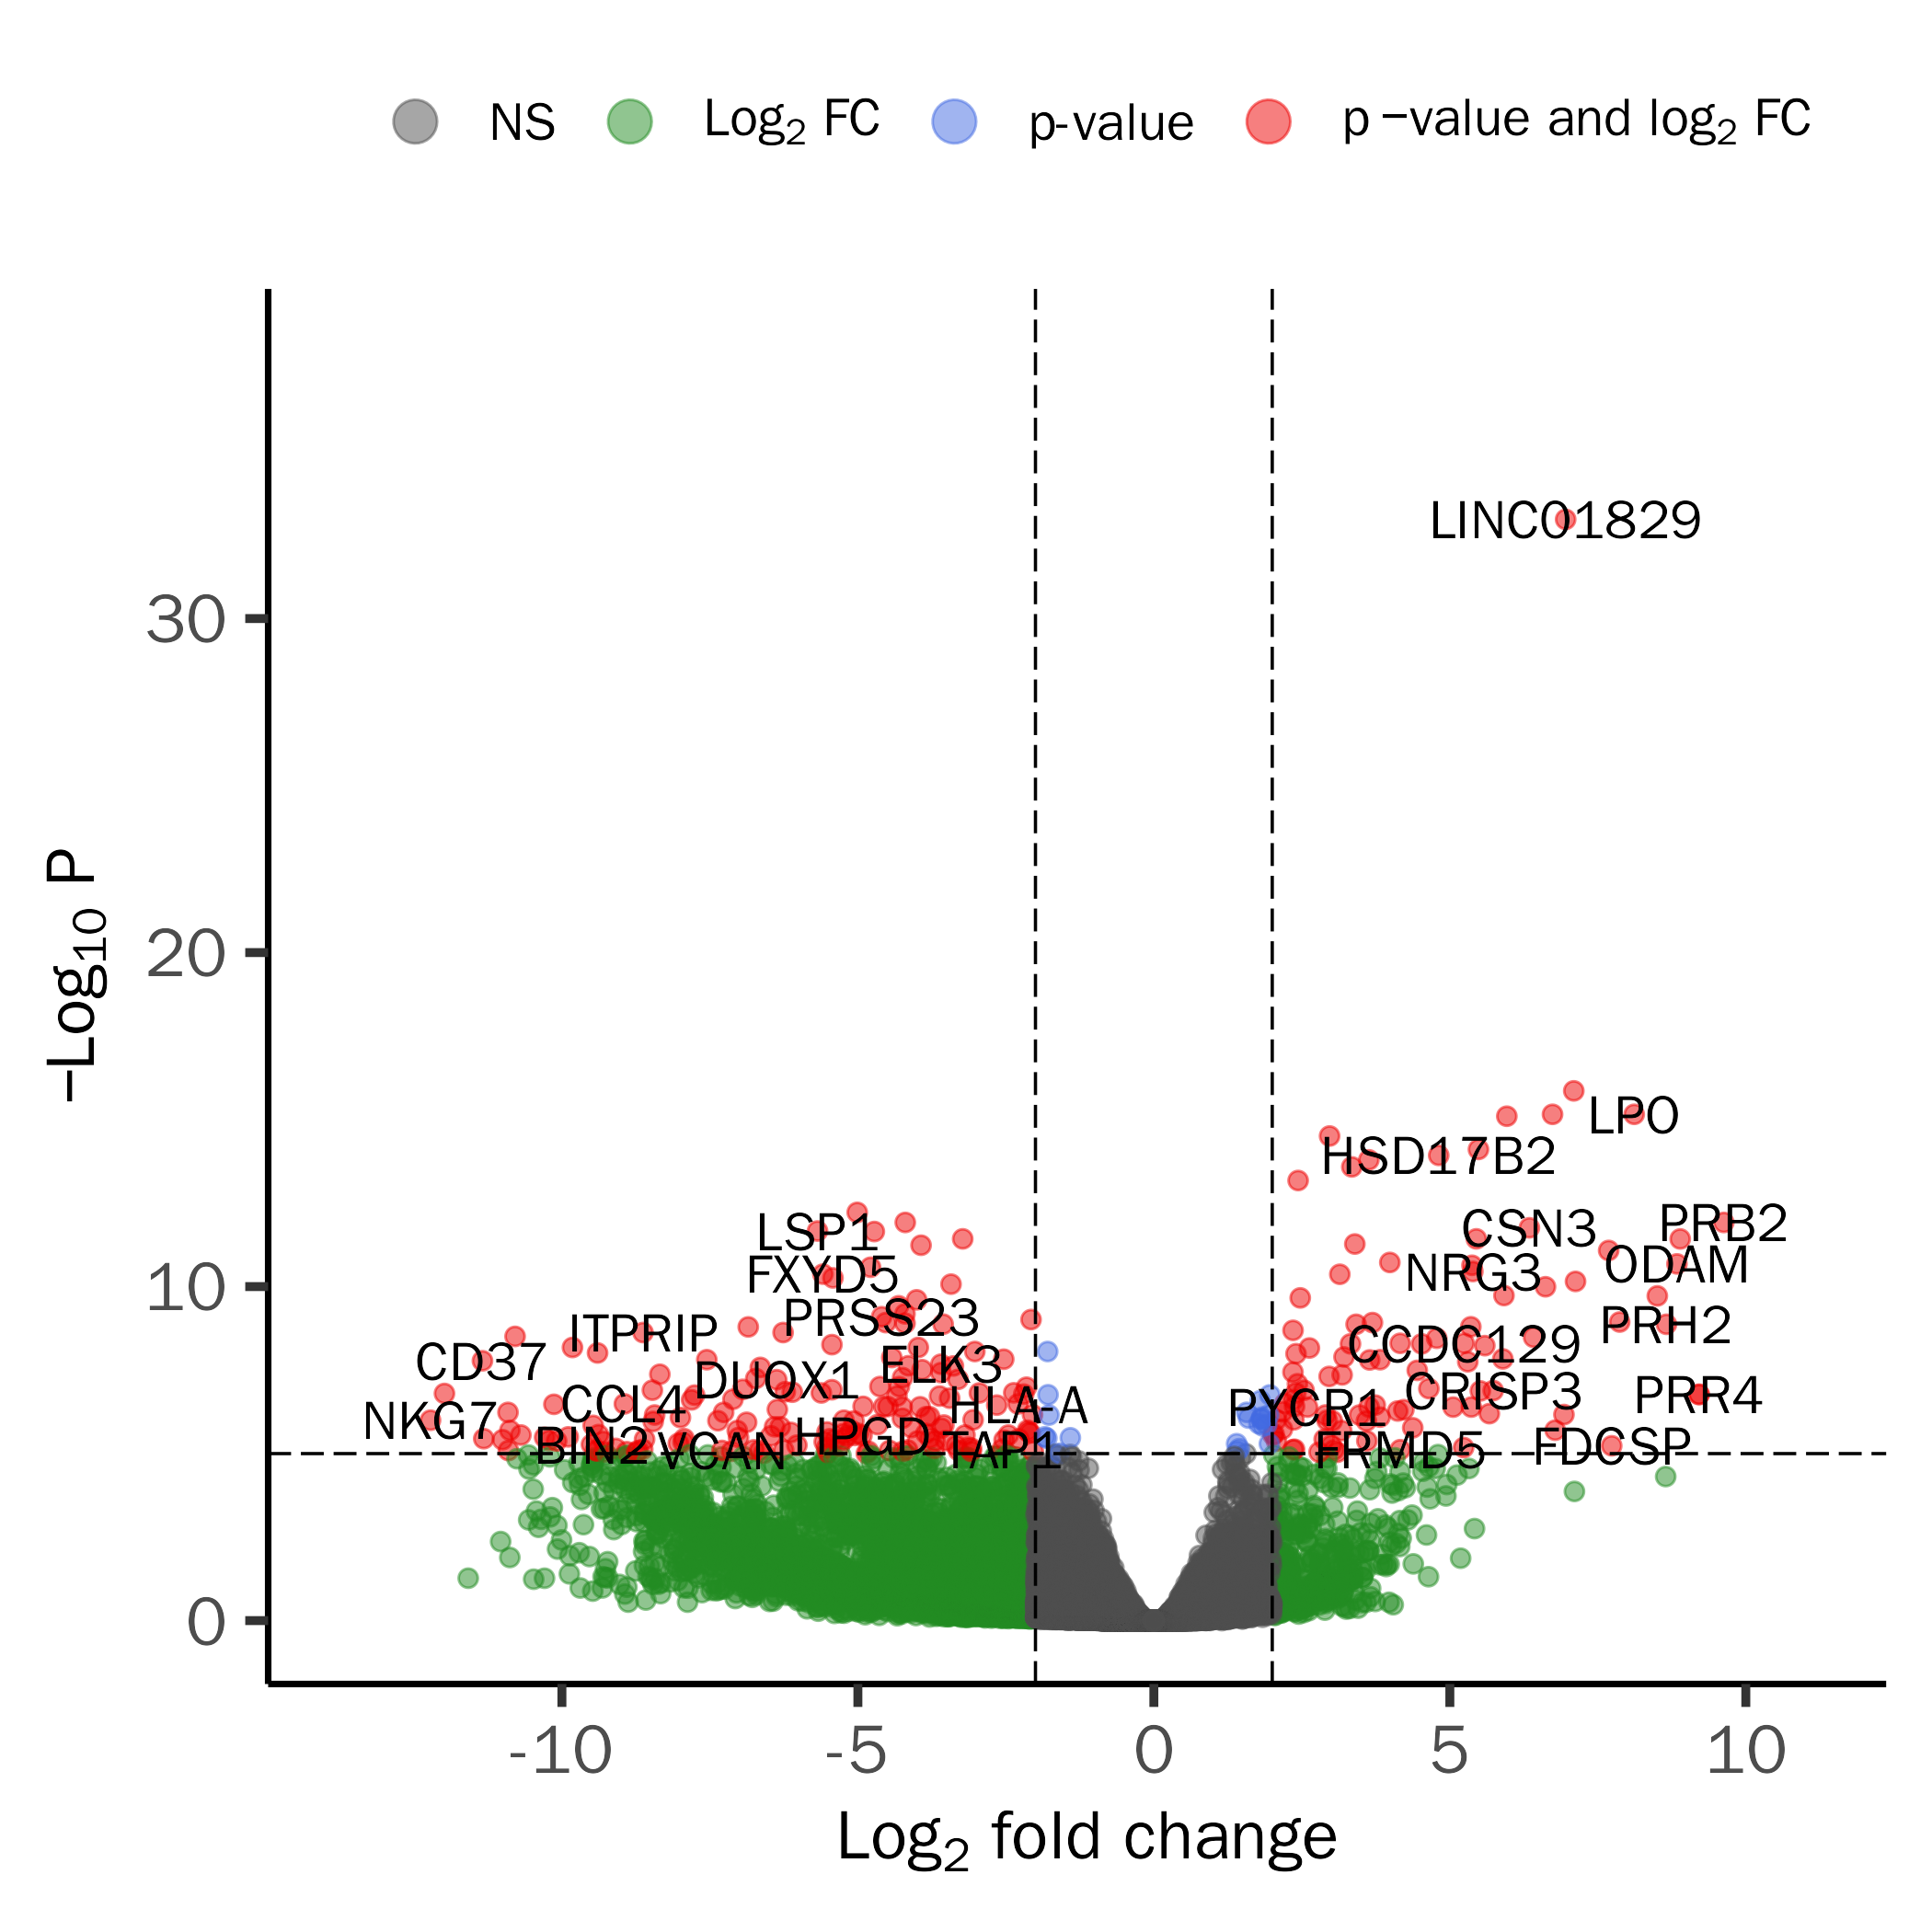 NS Log2 FC p-value p −value and log2 FC
LINC01829
30
−Log10 P
20
LPO
HSD17B2
LSP1 CSN3 PRB2
10 FXYD5 NRG3 ODAM
ITPRIP PRSS23 PRH2
CD37 ELK3 CCDC129
DUOX1
CCL4 HLA-A PYCR1 CRISP3 PRR4
NKG7
BIN2 VCAN HPGD TAP1 FRMD5 FDCSP
0
-10 -5 0 5 10
Log2 fold change